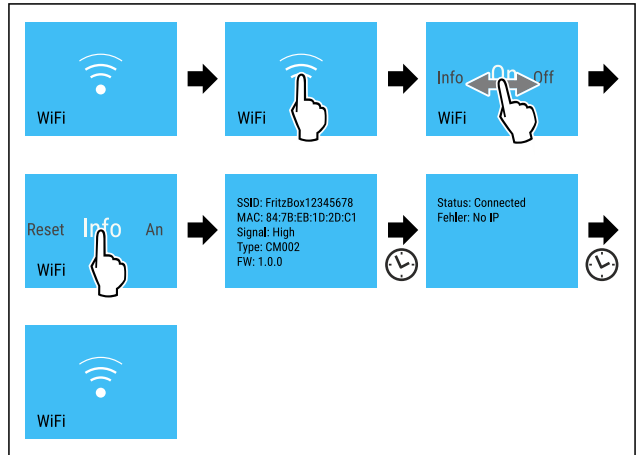 WiFi
WiFi
Info On Off
WiFi
Reset Info An
WiFi
SSID: FritzBox12345678
MAC: 84:7B:EB:1D:2D:C1
Signal: High
Type: CM002
FW: 1.0.0
Status: Connected
Fehler: No IP
WiFi